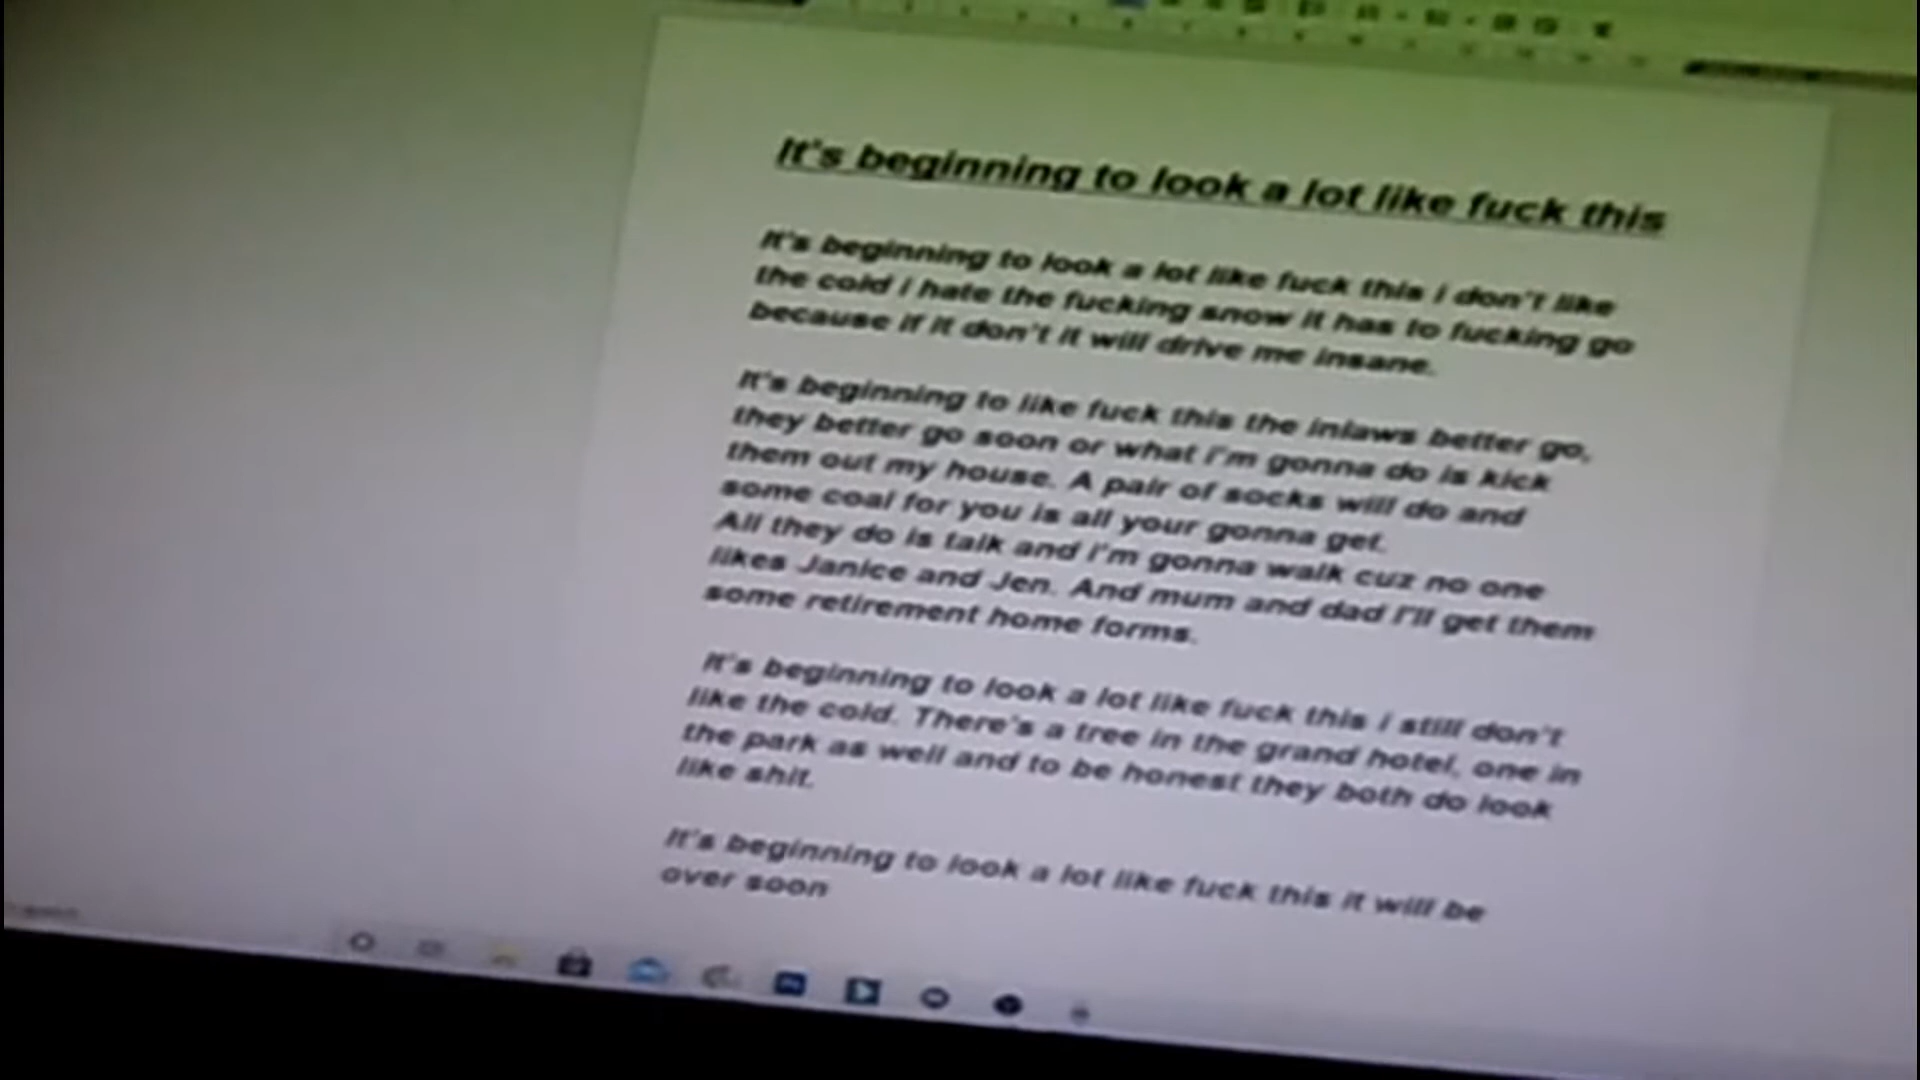 It's beginning to look a lot like fuck this
It's beginning to look a lot like fuck this i don't like
the cold i hate the fucking snow it has to fucking go
because if it don't it will drive me insane.
It's beginning to like fuck this the inlaws better go,
they better go soon or what i'm gonna do is kick
them out my house. A pair of socks will do and
some coal for you is all your gonna get.
All they do is talk and i'm gonna walk cuz no one
likes Janice and Jen. And mum and dad I'll get them
some retirement home forms.
It's beginning to look a lot like fuck this i still don't
like the cold. There's a tree in the grand hotel, one in
the park as well and to be honest they both do look
like shit.
It's beginning to look a lot like fuck this it will be
over soon